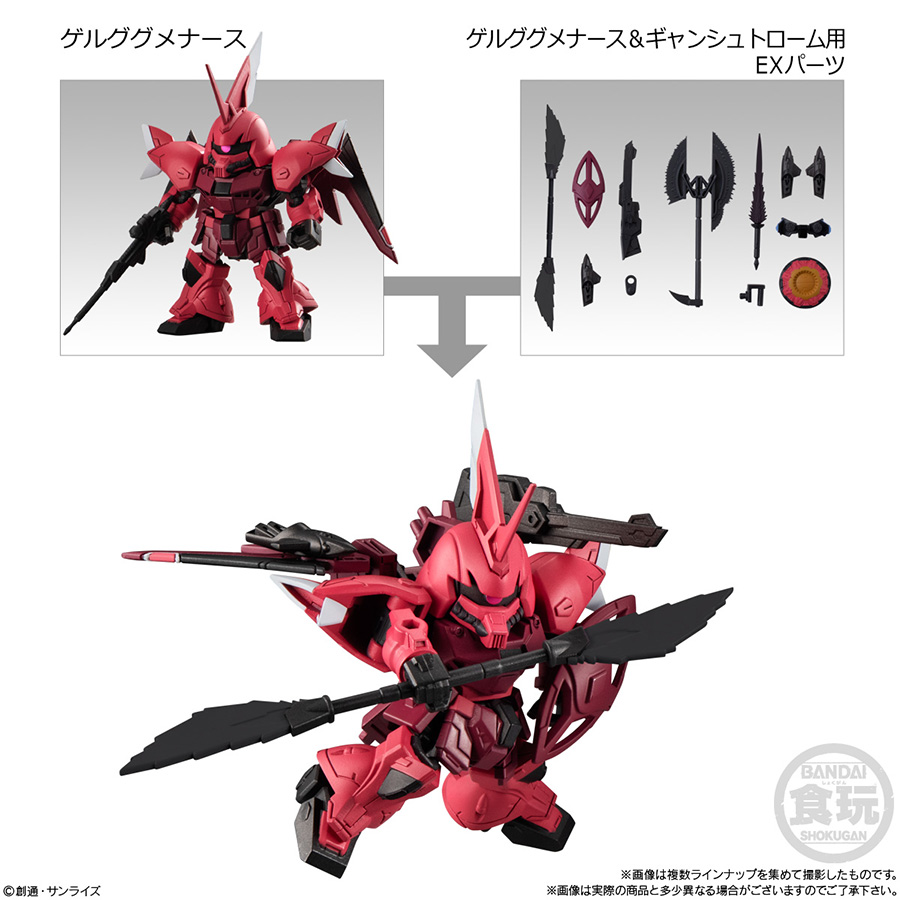 ゲルググメナース
ゲルググメナース＆ギャンシュトローム用
EXパーツ
BANDAI
しょくがん
食玩
SHOKUGAN
※画像は複数ラインナップを集めて撮影したものです。
※画像は実際の商品と多少異なる場合がございますのでご了承下さい。
©創通・サンライズ